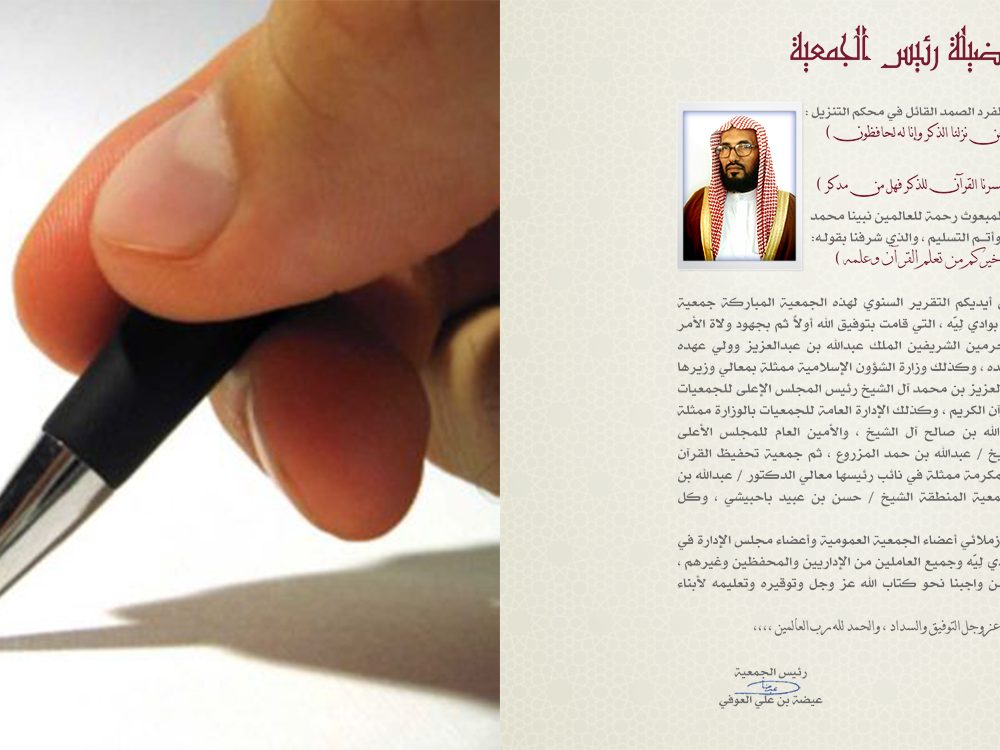 فضيلة رئيس الجمعية
لفرد الصمد القائل في محكم التنزيل :
نزلنا الذكر وإنا له لحافظون )
يسرنا القرآن للذكر فهل من مدكر )
لمبعوث رحمة للعالمين نبينا محمد
وأتم التسليم ، والذي شرفنا بقوله:
خيركم من تعلم القرآن وعلمه )
أيديكم التقرير السنوي لهذه الجمعية المباركة جمعية
بوادي لِيّه ، التي قامت بتوفيق الله أولاً ثم بجهود ولاة الأمر
حرمين الشريفين الملك عبدالله بن عبدالعزيز وولي عهده
ده ، وكذلك وزارة الشؤون الإسلامية ممثلة بمعالي وزيرها
لعزيز بن محمد آل الشيخ رئيس المجلس الإعلى للجمعيات
آن الكريم ، وكذلك الإدارة العامة للجمعيات بالوزارة ممثلة
الله بن صالح آل الشيخ ، والأمين العام للمجلس الأعلى
يخ / عبدالله بن حمد المزروع ، ثم جمعية تحفيظ القرآن
مكرمة ممثلة في نائب رئيسها معالي الدكتور / عبدالله بن
معية المنطقة الشيخ / حسن بن عبيد باحبيشي ، وكل
زملائي أعضاء الجمعية العمومية وأعضاء مجلس الإدارة في
دي لِيّه وجميع العاملين من الإداريين والمحفظين وغيرهم ،
ن واجبنا نحو كتاب الله عز وجل وتوقيره وتعليمه لأبناء
عز وجل التوفيق والسداد ، والحمد لله رب العالمين ،،،،
رئيس الجمعية
عيضة بن علي العوفي